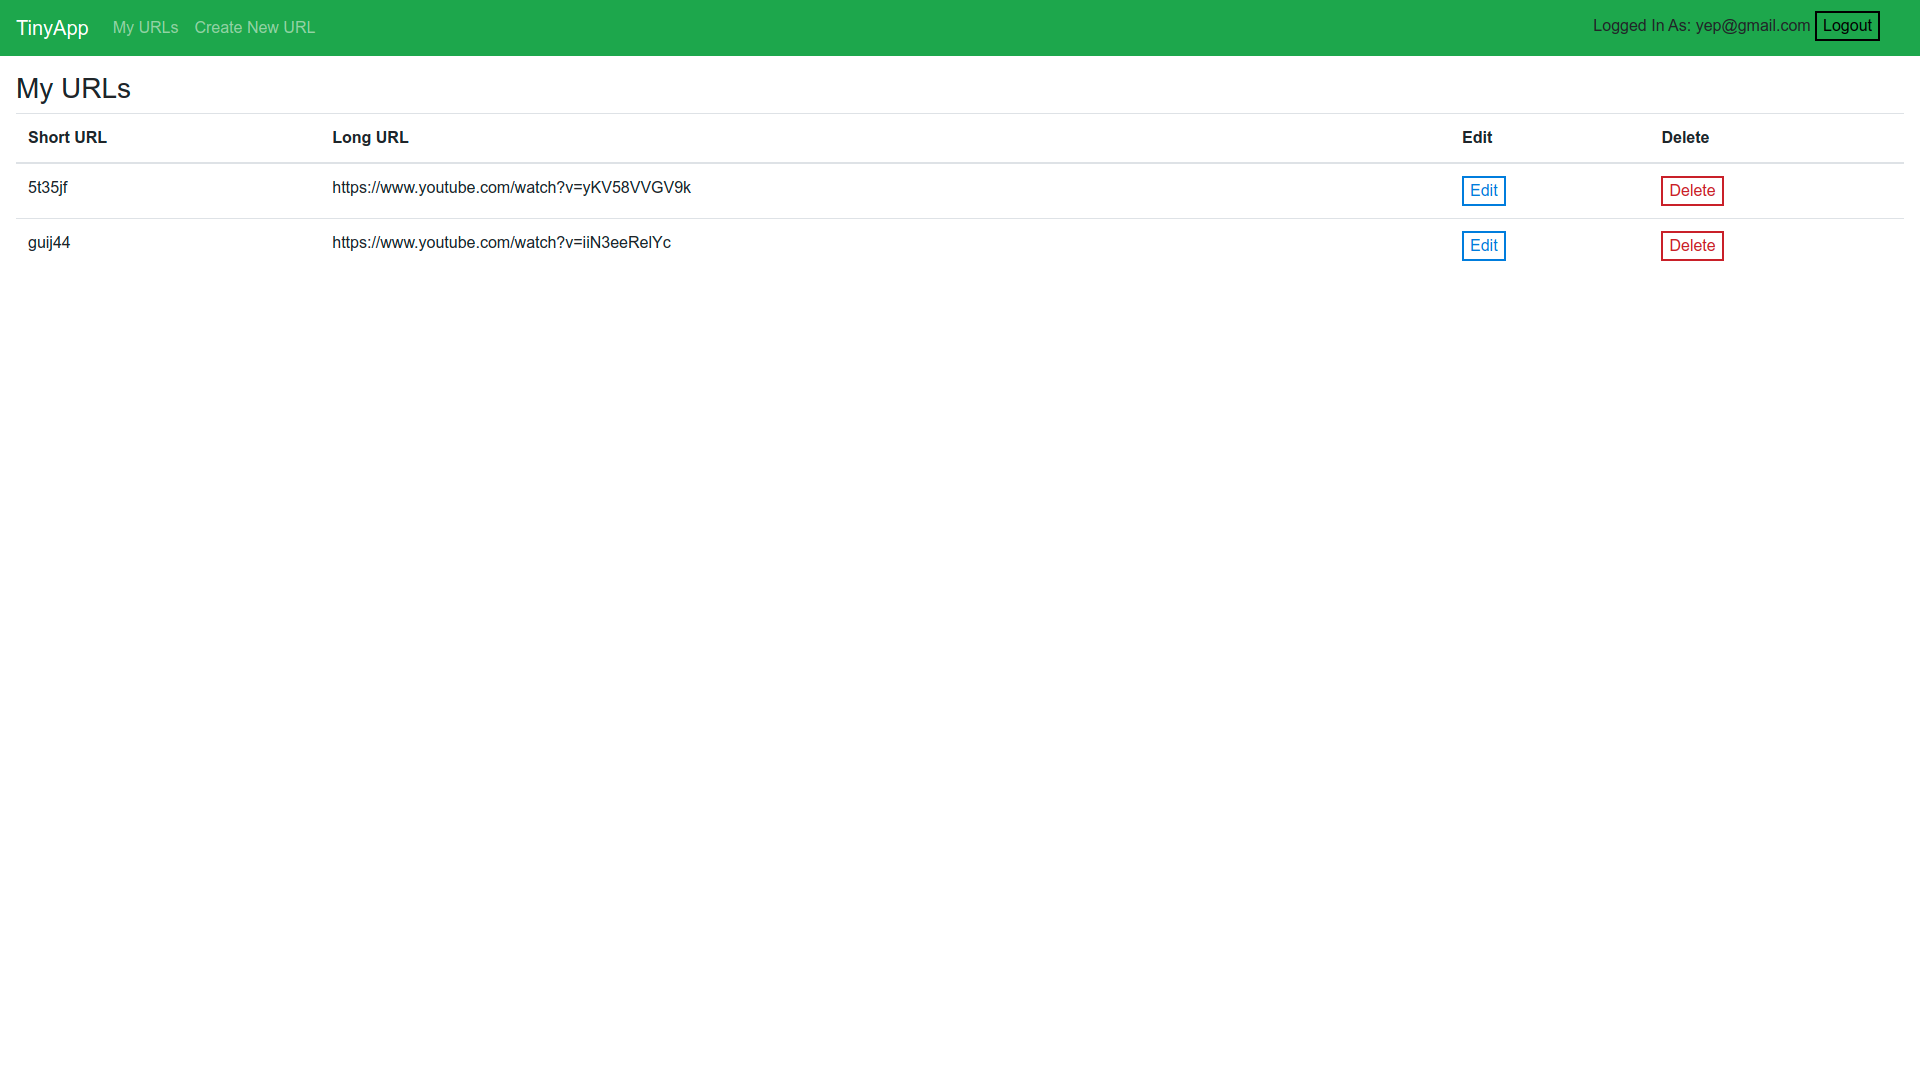 TinyApp My URLs Create New URL Logged In As: yep@gmail.com Logout
My URLs
Short URL Long URL Edit Delete
5t35jf https://www.youtube.com/watch?v=yKV58VVGV9k Edit Delete
guij44 https://www.youtube.com/watch?v=iiN3eeRelYc Edit Delete